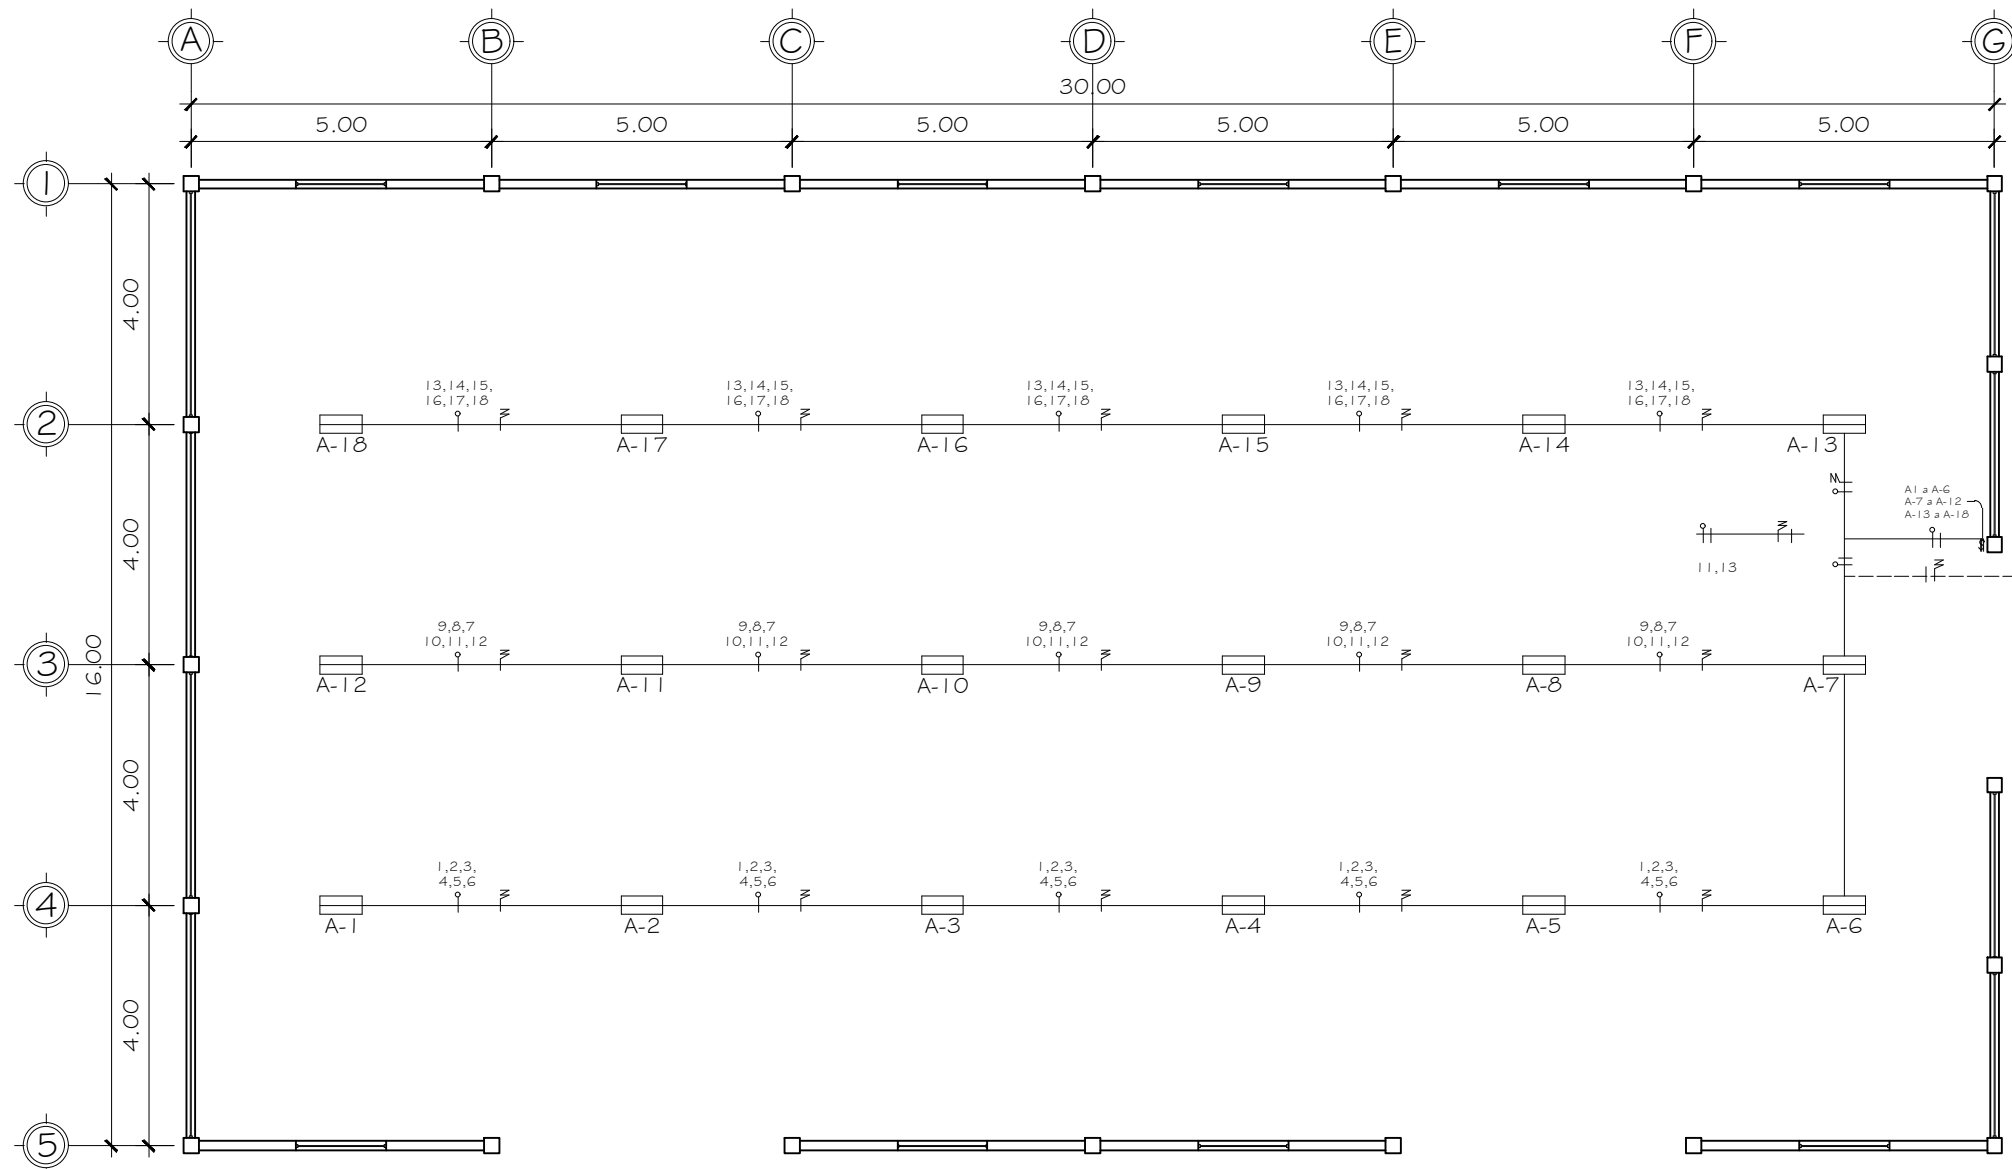 A B C D E F G
30.00
5.00 5.00 5.00 5.00 5.00 5.00
1
4.00
13,14,15, 13,14,15, 13,14,15, 13,14,15, 13,14,15,
16,17,18 16,17,18 16,17,18 16,17,18 16,17,18
2
A-18 A-17 A-16 A-15 A-14 A-13
N
A1 a A-6
A-7 a A-12
A-13 a A-18
4.00
11,13
9,8,7 9,8,7 9,8,7 9,8,7 9,8,7
10,11,12 10,11,12 10,11,12 10,11,12 10,11,12
3
16.00
A-12 A-11 A-10 A-9 A-8 A-7
4.00
1,2,3, 1,2,3, 1,2,3, 1,2,3, 1,2,3,
4,5,6 4,5,6 4,5,6 4,5,6 4,5,6
4
A-1 A-2 A-3 A-4 A-5 A-6
4.00
5